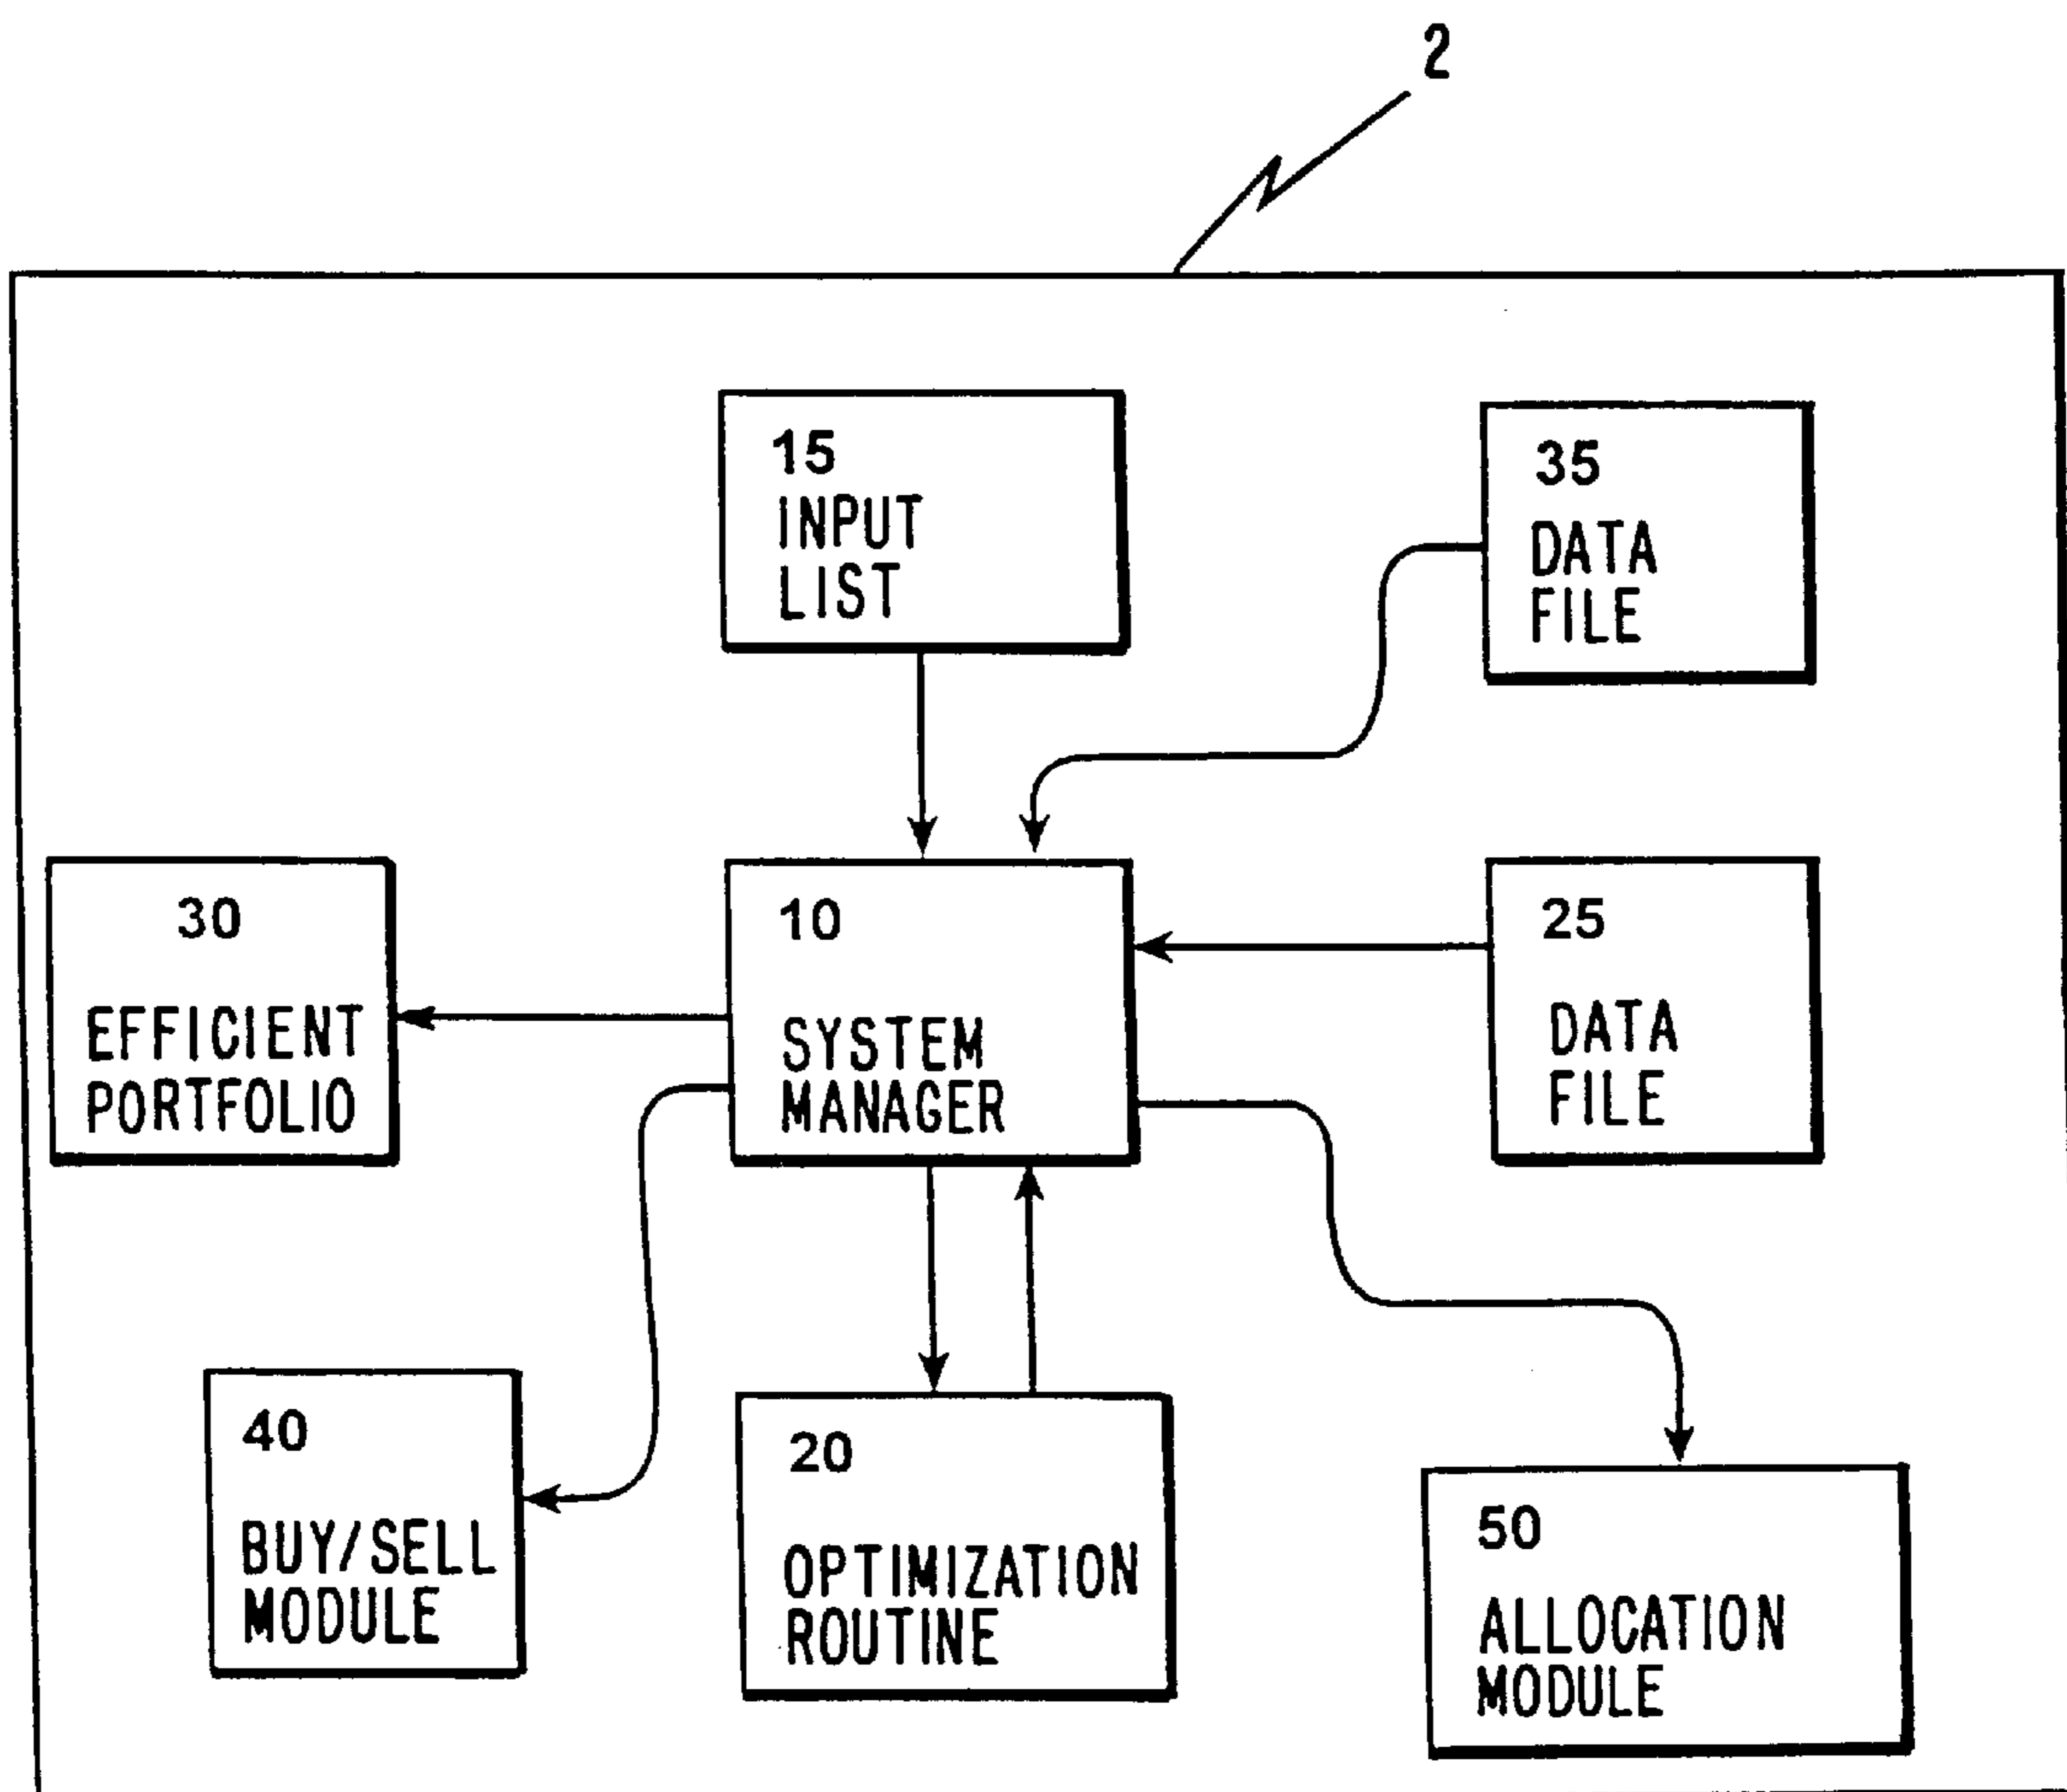 2
15
INPUT
LIST
35
DATA
FILE
30
EFFICIENT
PORTFOLIO
10
SYSTEM
MANAGER
25
DATA
FILE
40
BUY/SELL
MODULE
20
OPTIMIZATION
ROUTINE
50
ALLOCATION
MODULE